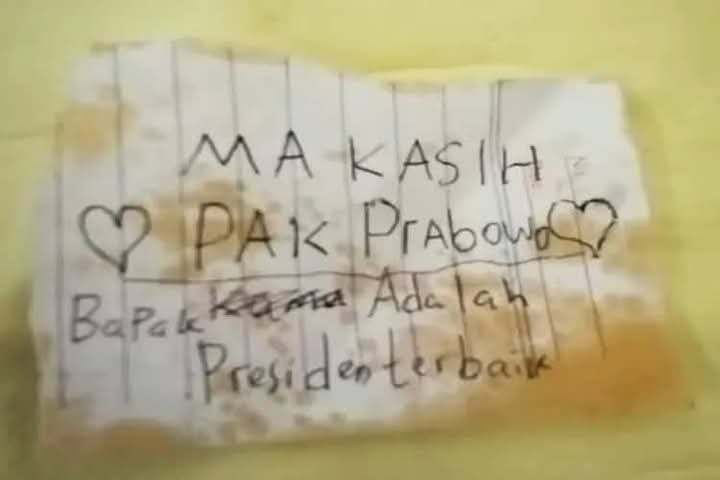 MA KASIH
PAK Prabowo
Bapak Adalah
Presiden terbaik